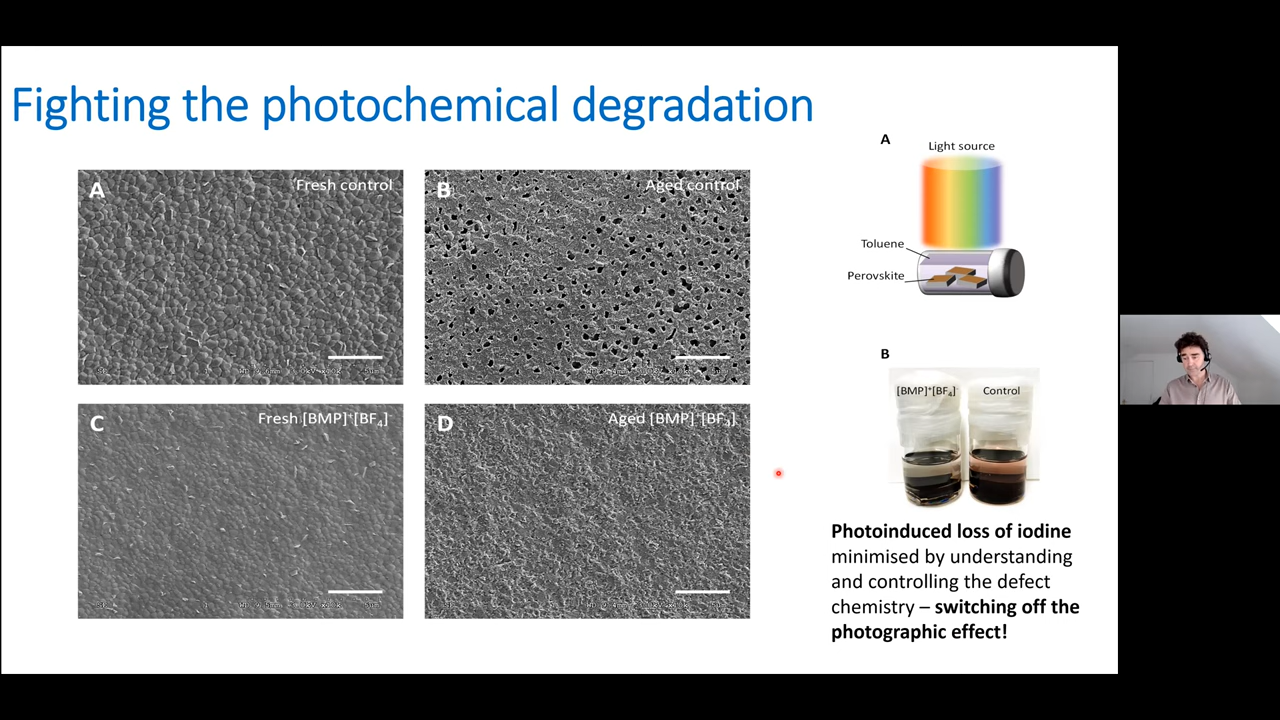 Fighting the photochemical degradation
A
Fresh control
B
Aged control
C
Fresh [BMP]⁺[BF₄]
D
Aged [BMP]⁺[BF₄]
A
Light source
Toluene
Perovskite
B
[BMP]⁺[BF₄]
Control
Photoinduced loss of iodine
minimised by understanding
and controlling the defect
chemistry – switching off the
photographic effect!